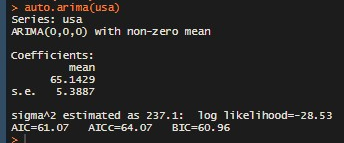 > auto.arima(usa)
Series: usa
ARIMA(0,0,0) with non-zero mean

Coefficients:
         mean
      65.1429
s.e.   5.3887

sigma^2 estimated as 237.1:  log likelihood=-28.53
AIC=61.07   AICc=64.07   BIC=60.96
>